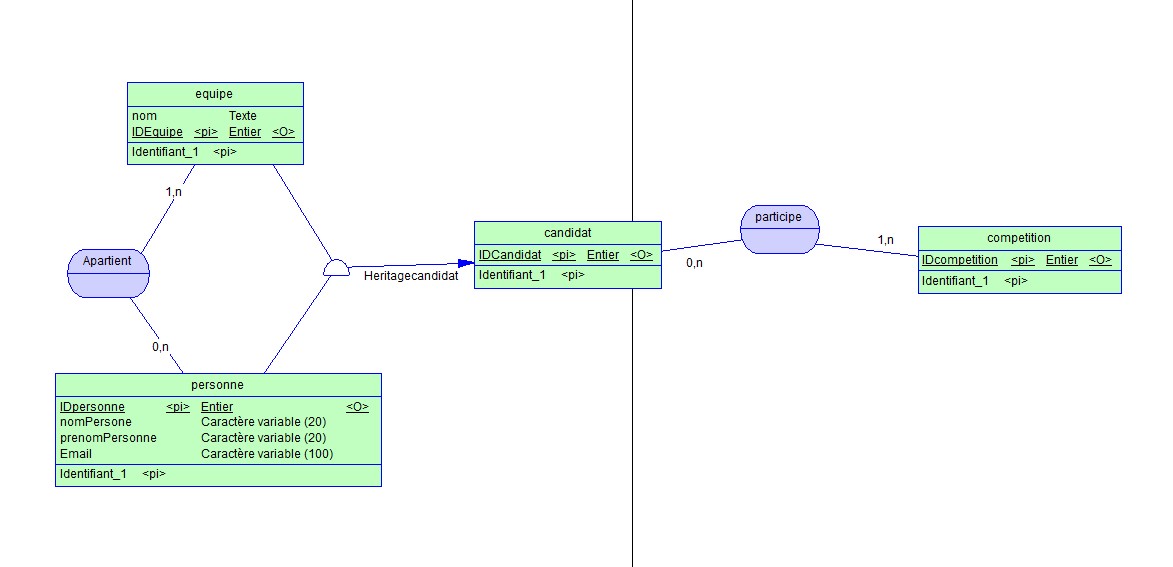 equipe
nom Texte
IDEquipe <pi> Entier <O>
Identifiant_1 <pi>
1,n
Apartient
0,n
personne
IDpersonne <pi> Entier <O>
nomPersone Caractère variable (20)
prenomPersonne Caractère variable (20)
Email Caractère variable (100)
Identifiant_1 <pi>
Heritagecandidat
candidat
IDCandidat <pi> Entier <O>
Identifiant_1 <pi>
0,n
participe
1,n
competition
IDcompetition <pi> Entier <O>
Identifiant_1 <pi>